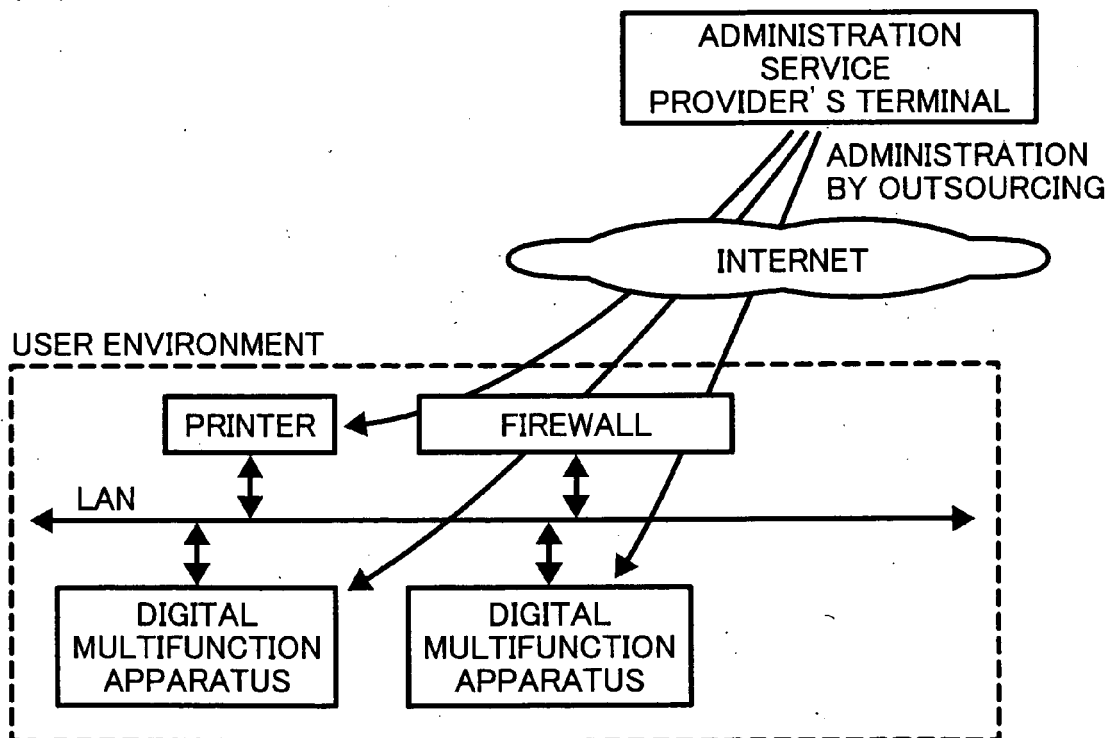 ADMINISTRATION
SERVICE
PROVIDER'S TERMINAL
ADMINISTRATION
BY OUTSOURCING
INTERNET
USER ENVIRONMENT
PRINTER
FIREWALL
LAN
DIGITAL
MULTIFUNCTION
APPARATUS
DIGITAL
MULTIFUNCTION
APPARATUS